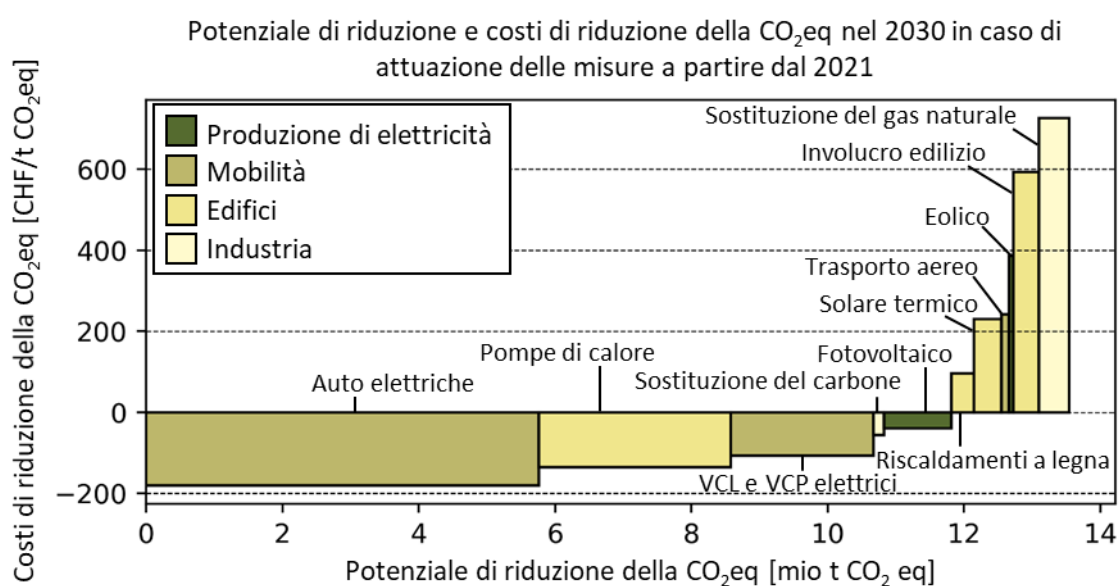 Potenziale di riduzione e costi di riduzione della CO₂eq nel 2030 in caso di
attuazione delle misure a partire dal 2021
Costi di riduzione della CO₂eq [CHF/t CO₂eq]
600
400
200
0
−200
Produzione di elettricità
Mobilità
Edifici
Industria
Sostituzione del gas naturale
Involucro edilizio
Eolico
Trasporto aereo
Solare termico
Pompe di calore
Fotovoltaico
Auto elettriche
Sostituzione del carbone
Riscaldamenti a legna
VCL e VCP elettrici
0 2 4 6 8 10 12 14
Potenziale di riduzione della CO₂eq [mio t CO₂ eq]